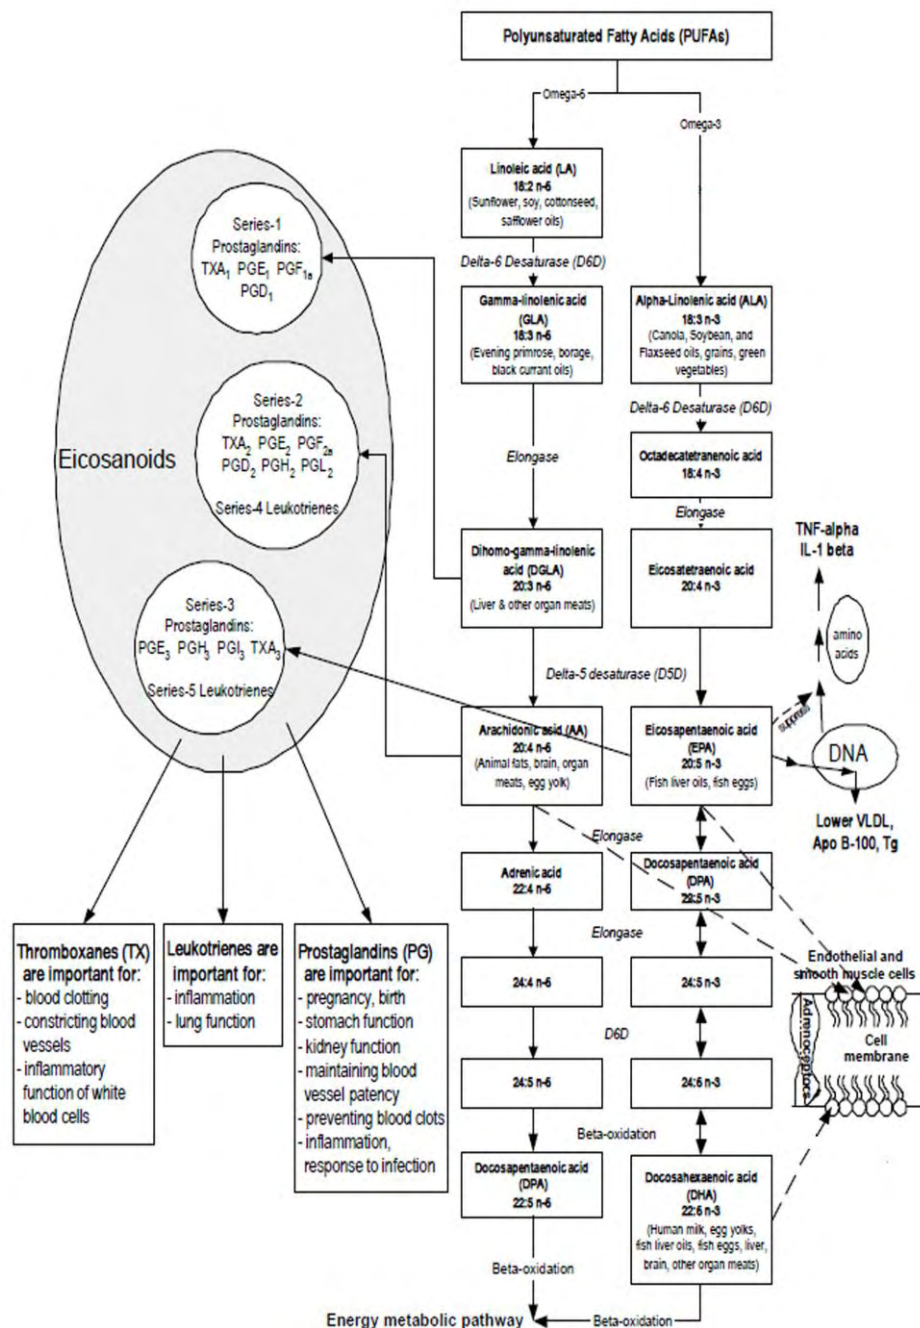 Polyunsaturated Fatty Acids (PUFAs)
Omega-6
Omega-3
Linoleic acid (LA)
18:2 n-6
(Sunflower, soy, cottonseed,
safflower oils)
Delta-6 Desaturase (D6D)
Gamma-linolenic acid
(GLA)
18:3 n-6
(Evening primrose, borage,
black currant oils)
Alpha-Linolenic acid (ALA)
18:3 n-3
(Canola, Soybean, and
Flaxseed oils, grains, green
vegetables)
Delta-6 Desaturase (D6D)
Elongase
Octadecatetranenoic acid
18:4 n-3
Elongase
Dihomo-gamma-linolenic
acid (DGLA)
20:3 n-6
(Liver & other organ meats)
Eicosatetraenoic acid
20:4 n-3
Delta-5 desaturase (D5D)
Arachidonic acid (AA)
20:4 n-6
(Animal fats, brain, organ
meats, egg yolk)
Eicosapentaenoic acid
(EPA)
20:5 n-3
(Fish liver oils, fish eggs)
Elongase
Adrenic acid
22:4 n-6
Docosapentaenoic acid
(DPA)
22:5 n-3
Elongase
24:4 n-6
24:5 n-3
D6D
24:5 n-6
24:6 n-3
Beta-oxidation
Docosapentaenoic acid
(DPA)
22:5 n-6
Docosahexaenoic acid
(DHA)
22:6 n-3
(Human milk, egg yolks,
fish liver oils, fish eggs, liver,
brain, other organ meats)
Beta-oxidation
Energy metabolic pathway
Beta-oxidation
Eicosanoids
Series-1
Prostaglandins:
TXA1 PGE1 PGF1a
PGD1
Series-2
Prostaglandins:
TXA2 PGE2 PGF2a
PGD2 PGH2 PGL2
Series-4 Leukotrienes
Series-3
Prostaglandins:
PGE3 PGH3 PGI3 TXA3
Series-5 Leukotrienes
Thromboxanes (TX)
are important for:
- blood clotting
- constricting blood
vessels
- inflammatory
function of white
blood cells
Leukotrienes are
important for:
- inflammation
- lung function
Prostaglandins (PG)
are important for:
- pregnancy, birth
- stomach function
- kidney function
- maintaining blood
vessel patency
- preventing blood clots
- inflammation,
response to infection
TNF-alpha
IL-1 beta
amino
acids
suppress
DNA
Lower VLDL,
Apo B-100, Tg
Endothelial and
smooth muscle cells
Adrenoceptors
Cell
membrane